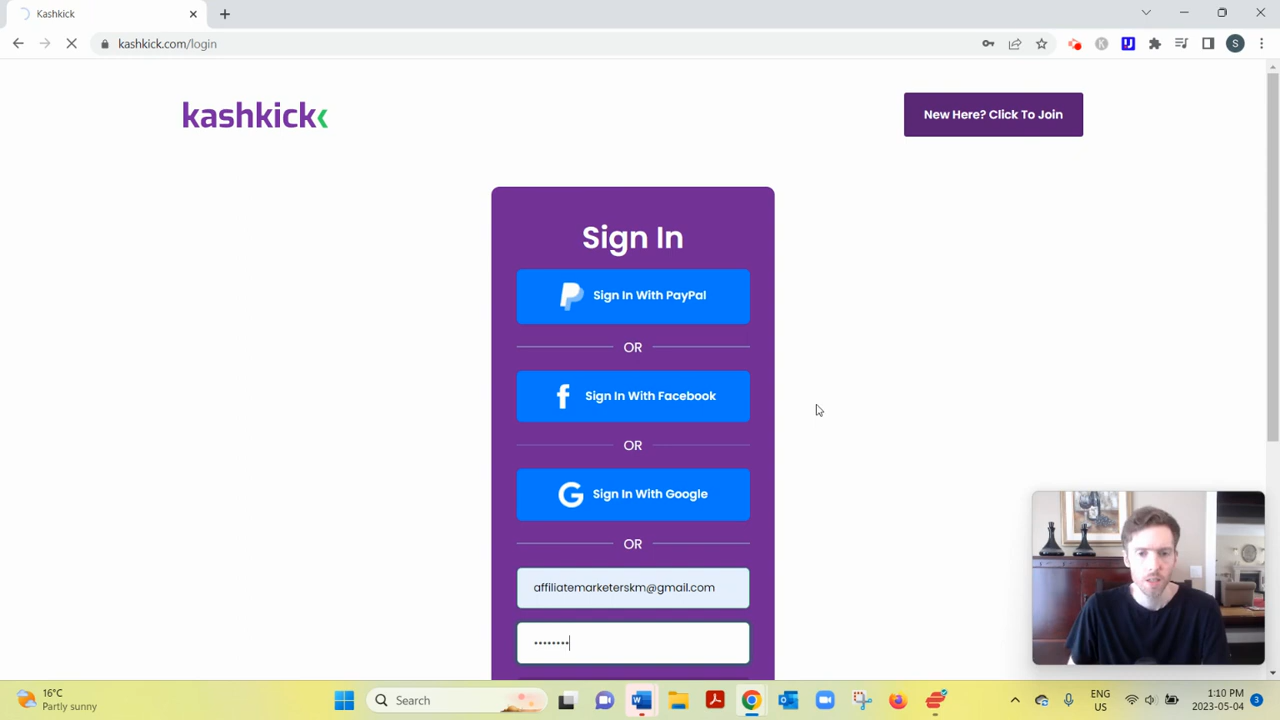 Kashkick
kashkick.com/login
S
kashkick
New Here? Click To Join
Sign In
Sign In With PayPal
OR
Sign In With Facebook
OR
Sign In With Google
OR
affiliatemarketerskm@gmail.com
••••••••
16°C
Partly sunny
Search
ENG
US
1:10 PM
2023-05-04
3